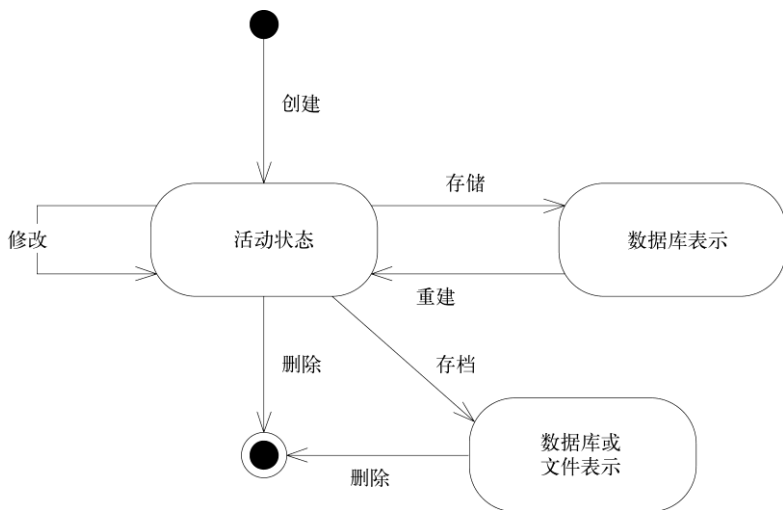 创建
存储
修改
活动状态
数据库表示
重建
删除
存档
数据库或
文件表示
删除